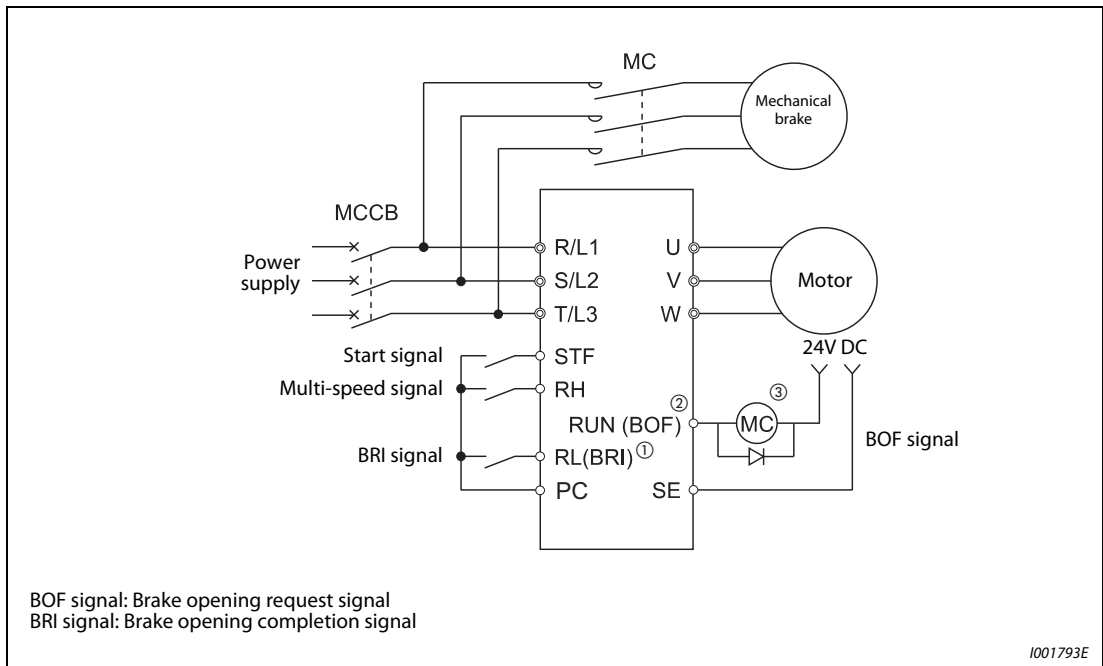 MC
Mechanical
brake
MCCB
Power
supply
R/L1
S/L2
T/L3
U
V
W
Motor
24V DC
Start signal
STF
Multi-speed signal
RH
RUN (BOF) ②
MC ③
BOF signal
BRI signal
RL(BRI) ①
PC
SE
BOF signal: Brake opening request signal
BRI signal: Brake opening completion signal
I001793E